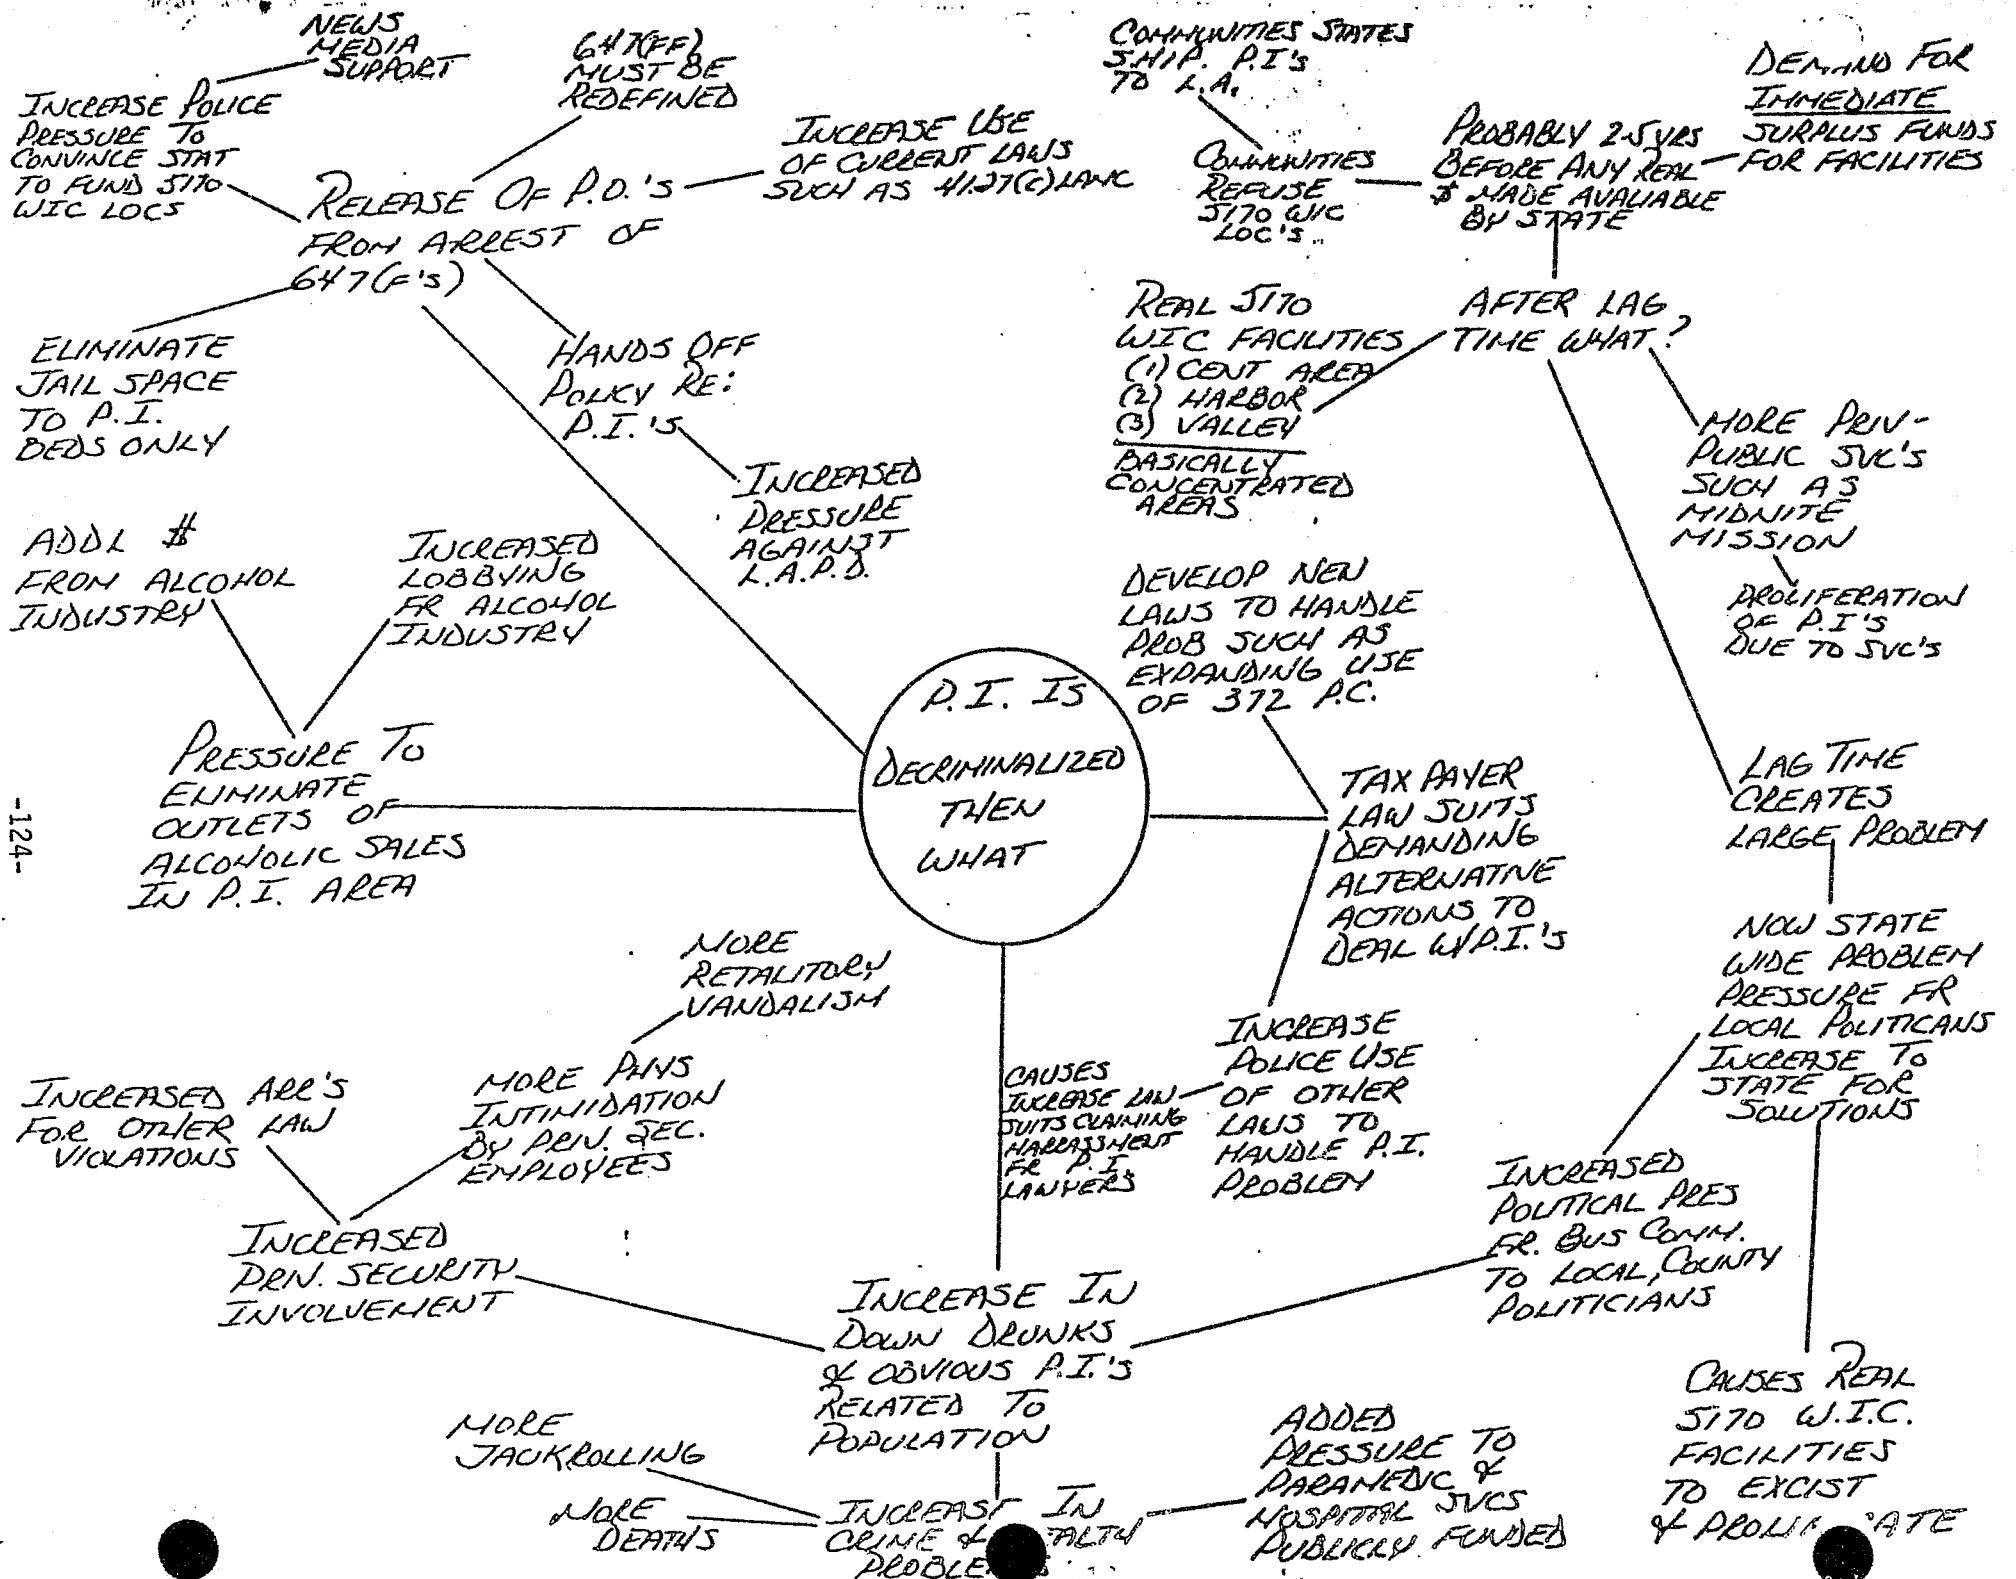 NEWS
MEDIA
SUPPORT
INCREASE POLICE
PRESSURE TO
CONVINCE STAT
TO FUND 5170
WIC LOCS
647(FF)
MUST BE
REDEFINED
INCREASE USE
OF CURRENT LAWS
SUCH AS 41.27(C) LAMC
RELEASE OF P.D.'S
FROM ARREST OF
647(F'S)
ELIMINATE
JAIL SPACE
TO P.I.
BEDS ONLY
HANDS OFF
POLICY RE:
P.I.'S
INCREASED
PRESSURE
AGAINST
L.A.P.D.
COMMUNITIES STATES
SHIP. P.I'S
TO L.A.
COMMUNITIES
REFUSE
5170 WIC
LOC'S
PROBABLY 2-5 YRS
BEFORE ANY REAL
$ MADE AVALIABLE
BY STATE
DEMAND FOR
IMMEDIATE
SURPLUS FUNDS
FOR FACILITIES
REAL 5170
WIC FACILITIES
(1) CENT AREA
(2) HARBOR
(3) VALLEY
BASICALLY
CONCENTRATED
AREAS
AFTER LAG
TIME WHAT?
MORE PRIV-
PUBLIC SVC'S
SUCH AS
MIDNITE
MISSION
PROLIFERATION
OF P.I'S
DUE TO SVC'S
ADDL $
FROM ALCOHOL
INDUSTRY
INCREASED
LOBBYING
FR ALCOHOL
INDUSTRY
PRESSURE TO
ELIMINATE
OUTLETS OF
ALCOHOLIC SALES
IN P.I. AREA
P.I. IS
DECRIMINALIZED
THEN
WHAT
DEVELOP NEW
LAWS TO HANDLE
PROB SUCH AS
EXPANDING USE
OF 372 P.C.
TAX PAYER
LAW SUITS
DEMANDING
ALTERNATIVE
ACTIONS TO
DEAL W/P.I.'S
LAG TIME
CREATES
LARGE PROBLEM
NOW STATE
WIDE PROBLEM
PRESSURE FR
LOCAL POLITICANS
INCREASE TO
STATE FOR
SOLUTIONS
-124-
MORE
RETALITORY
VANDALISM
INCREASED ARR'S
FOR OTHER LAW
VIOLATIONS
MORE PHYS
INTIMIDATION
BY PRIV. SEC.
EMPLOYEES
INCREASED
PRIV. SECURITY
INVOLVEMENT
CAUSES
INCREASE LAW
SUITS CLAIMING
HARRASSMENT
FR P.I.
LAWYERS
INCREASE
POLICE USE
OF OTHER
LAWS TO
HANDLE P.I.
PROBLEM
INCREASED
POLITICAL PRES
FR. BUS COMM.
TO LOCAL, COUNTY
POLITICIANS
INCREASE IN
DOWN DRUNKS
& OBVIOUS P.I.'S
RELATED TO
POPULATION
MORE
JACKROLLING
MORE
DEATHS
INCREASE IN
CRIME &
ADDED
PRESSURE TO
PARAMEDIC &
HOSPITAL SVCS
PUBLICLY FUNDED
CAUSES REAL
5170 W.I.C.
FACILITIES
TO EXCIST
&